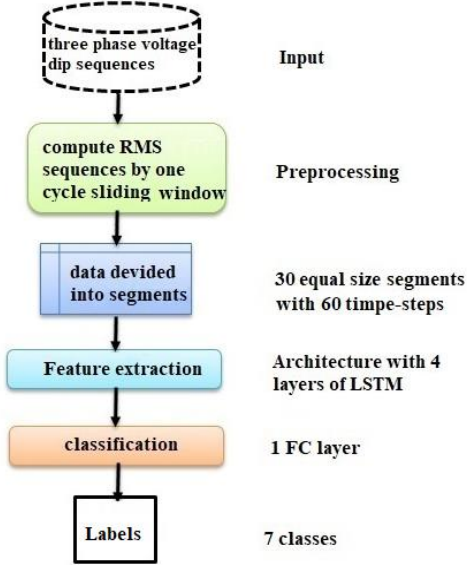 three phase voltage
dip sequences
Input
compute RMS
sequences by one
cycle sliding window
Preprocessing
data devided
into segments
30 equal size segments
with 60 timpe-steps
Feature extraction
Architecture with 4
layers of LSTM
classification
1 FC layer
Labels
7 classes